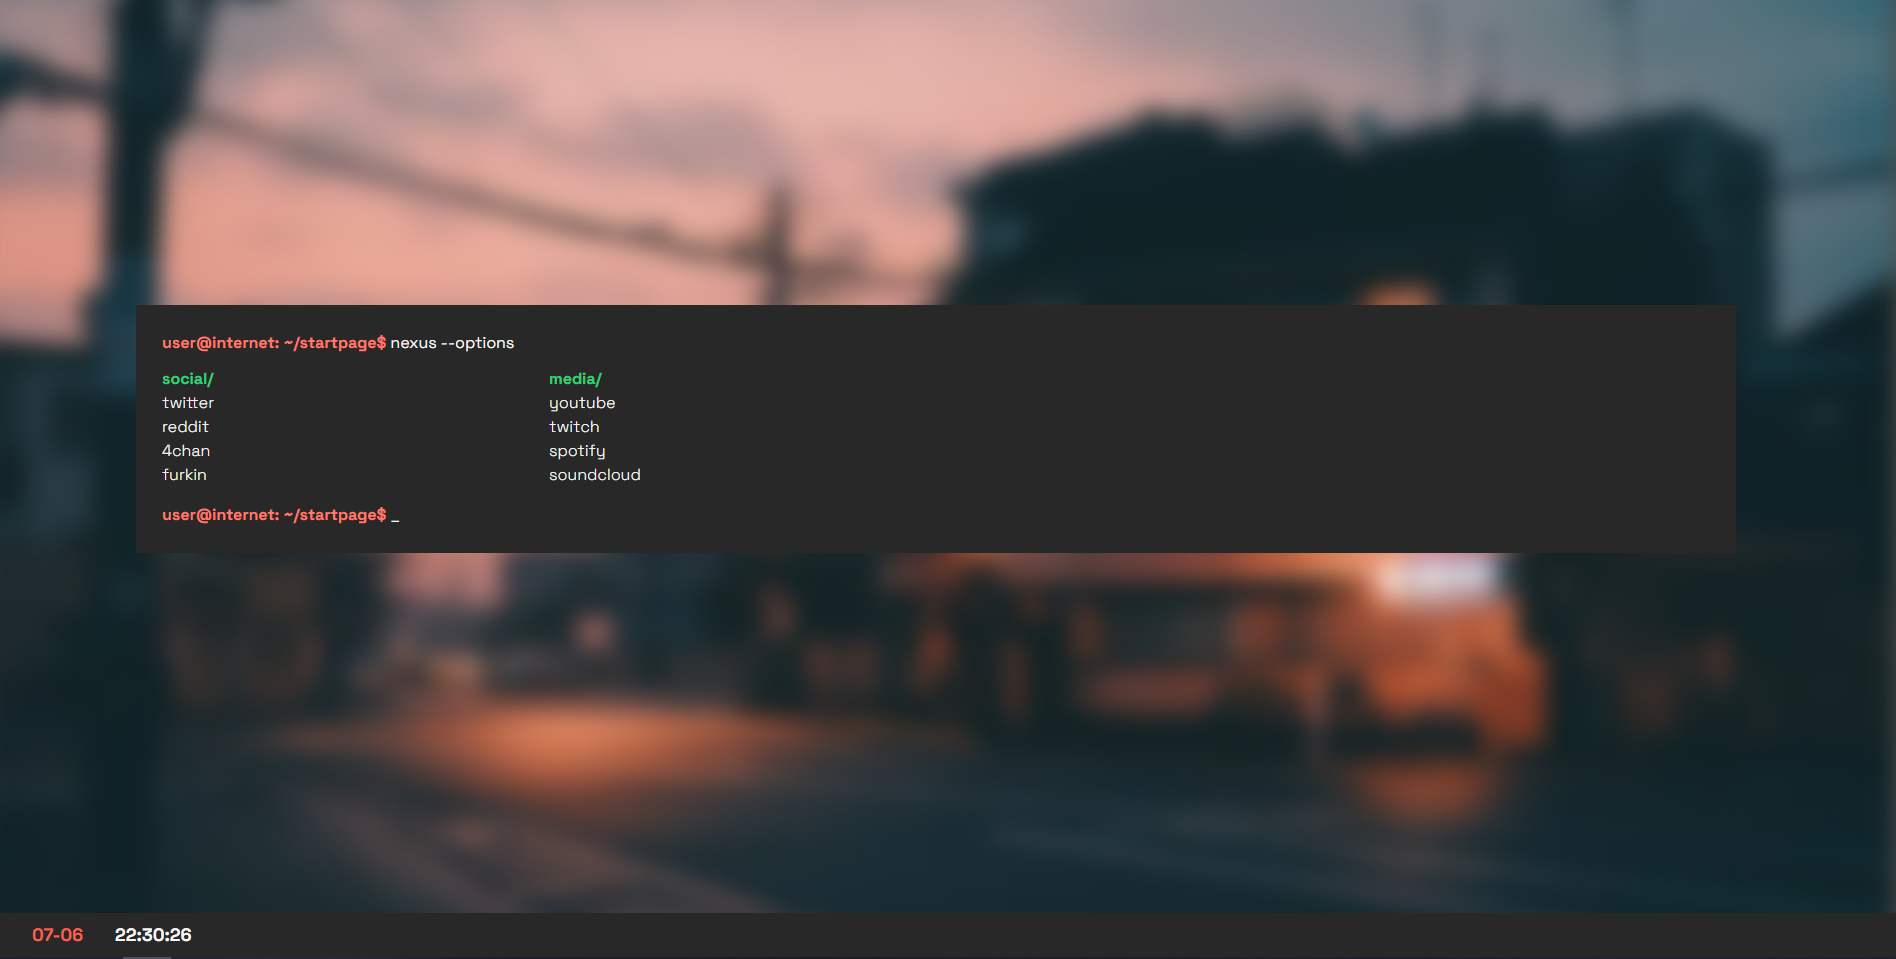 user@internet: ~/startpage$ nexus --options
social/
twitter
reddit
4chan
furkin
media/
youtube
twitch
spotify
soundcloud
user@internet: ~/startpage$ _
07-06 22:30:26